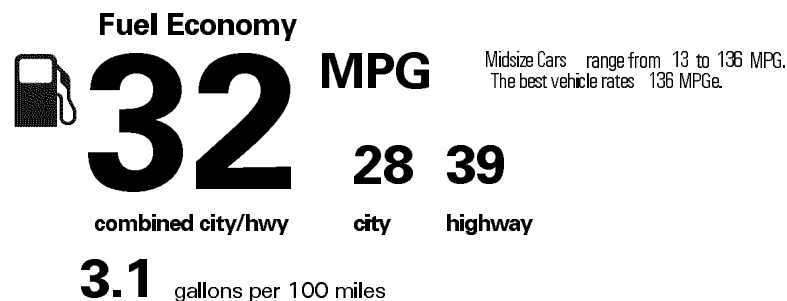 Fuel Economy
32 MPG
Midsize Cars range from 13 to 136 MPG.
The best vehicle rates 136 MPGe.
28 39
combined city/hwy city highway
3.1 gallons per 100 miles